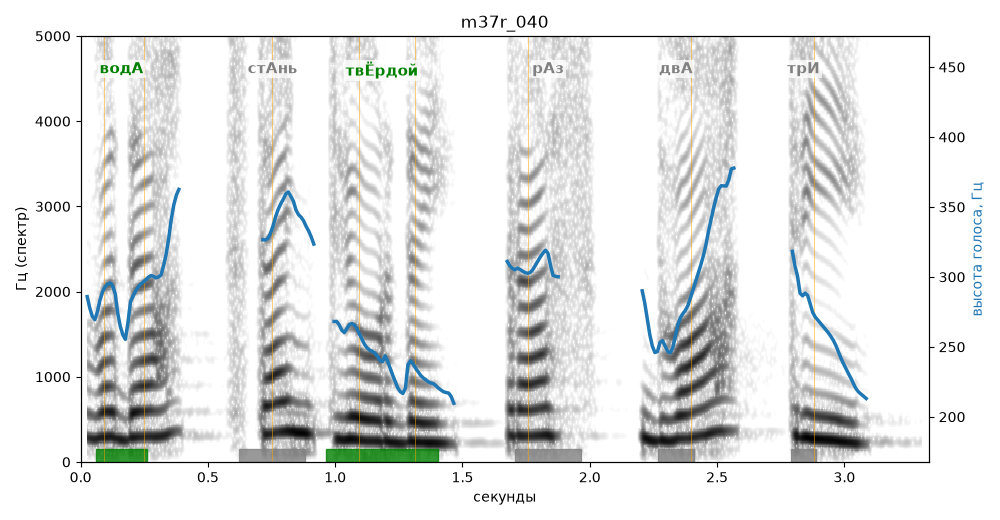 m37r_040
водА стАнь твЁрдой рАз двА трИ
5000
4000
3000
2000
1000
0
Гц (спектр)
450
400
350
300
250
200
высота голоса, Гц
0.0 0.5 1.0 1.5 2.0 2.5 3.0
секунды